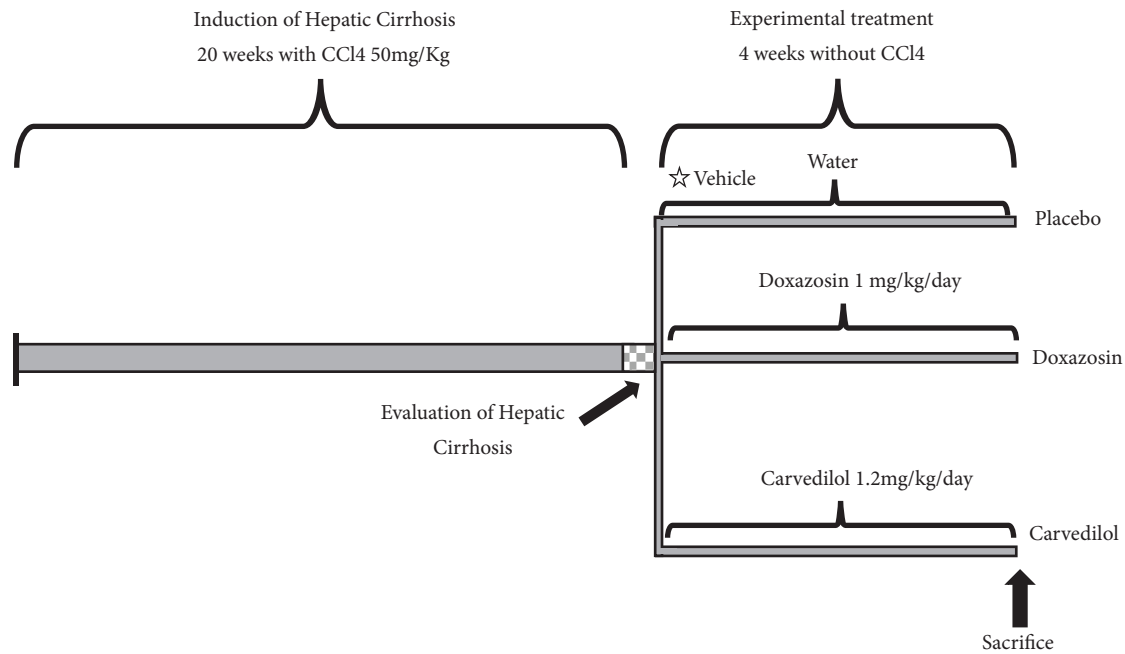 Induction of Hepatic Cirrhosis
20 weeks with CCl4 50mg/Kg
Experimental treatment
4 weeks without CCl4
Water
☆ Vehicle
Placebo
Doxazosin 1 mg/kg/day
Doxazosin
Evaluation of Hepatic
Cirrhosis
Carvedilol 1.2mg/kg/day
Carvedilol
Sacrifice